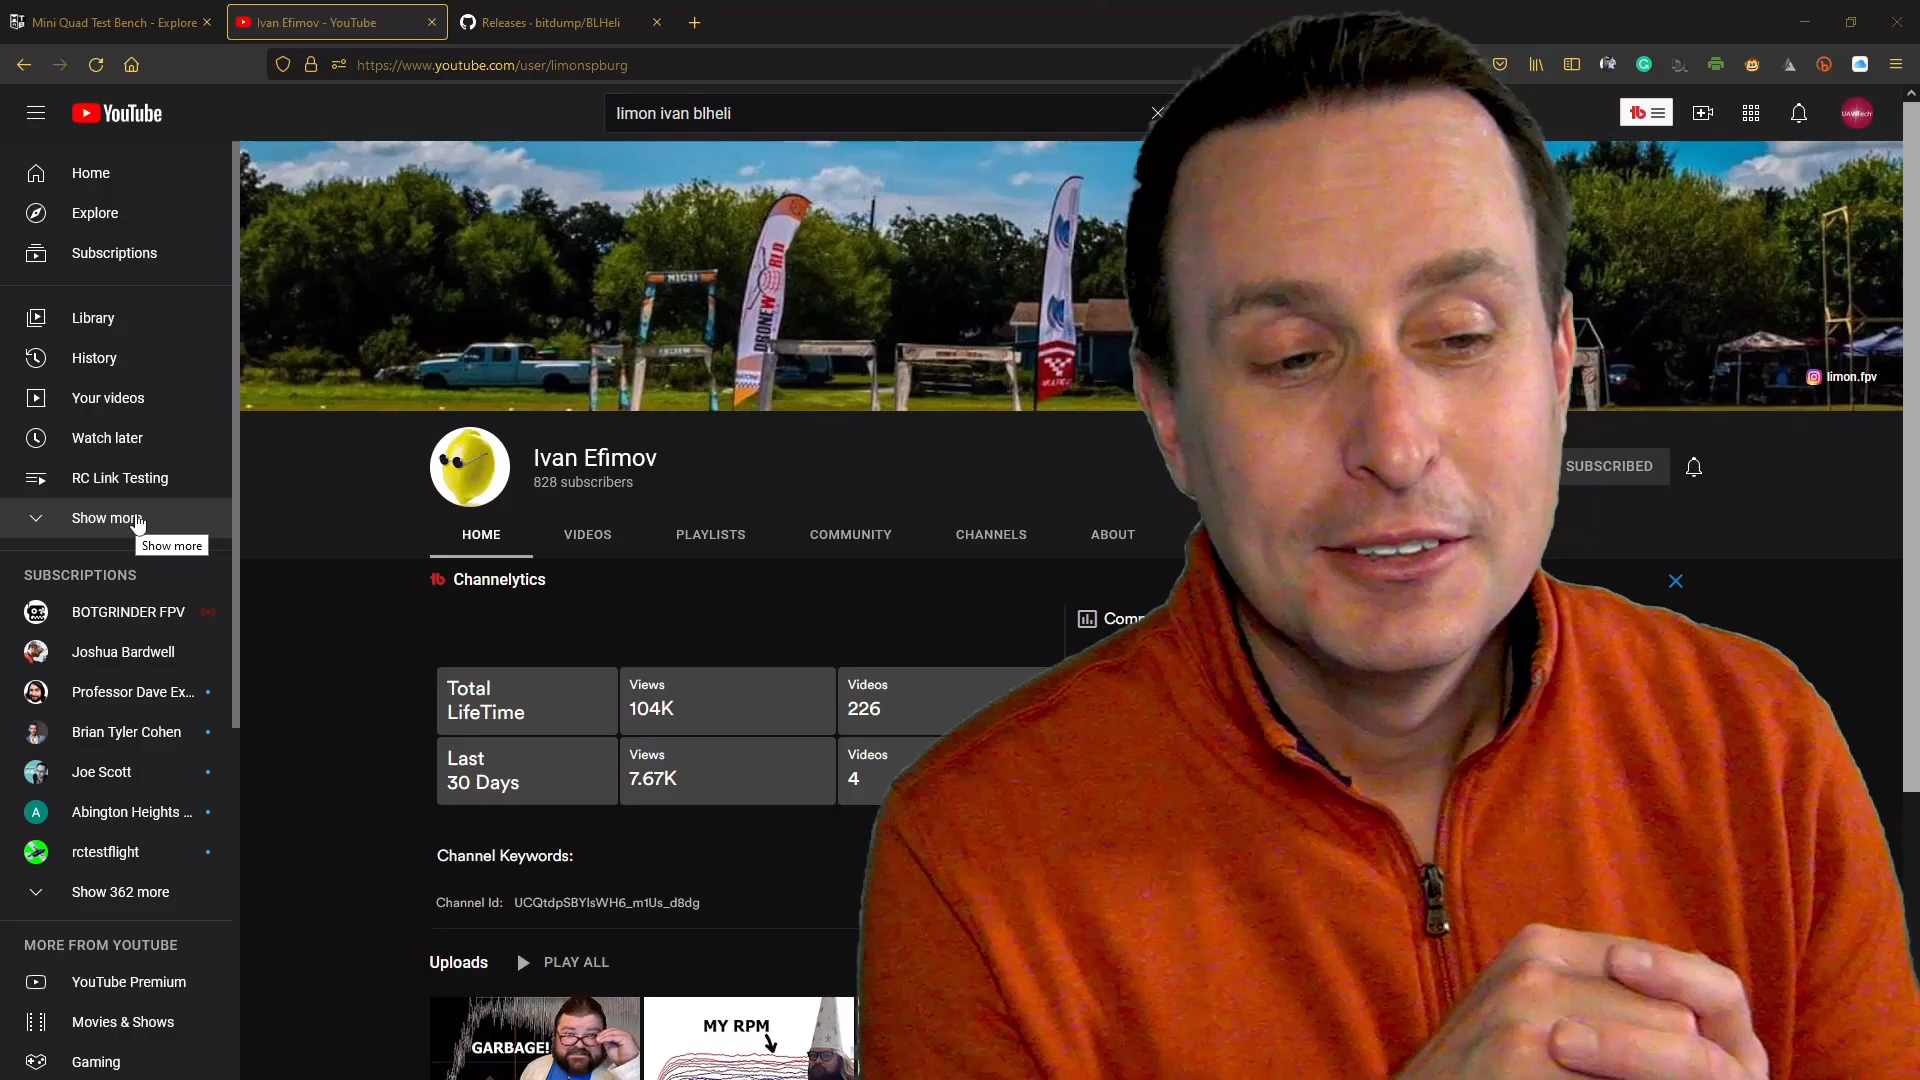 Mini Quad Test Bench - Explore
Ivan Efimov - YouTube
Releases · bitdump/BLHeli
https://www.youtube.com/user/limonspburg
YouTube
limon ivan blheli
UAVTech
Home
Explore
Subscriptions
Library
History
Your videos
Watch later
RC Link Testing
Show more
Show more
SUBSCRIPTIONS
BOTGRINDER FPV
Joshua Bardwell
Professor Dave Ex...
Brian Tyler Cohen
Joe Scott
A
Abington Heights ...
rctestflight
Show 362 more
MORE FROM YOUTUBE
YouTube Premium
Movies & Shows
Gaming
limon.fpv
Ivan Efimov
828 subscribers
SUBSCRIBED
HOME
VIDEOS
PLAYLISTS
COMMUNITY
CHANNELS
ABOUT
Channelytics
Total
LifeTime
Views
104K
Videos
226
Last
30 Days
Views
7.67K
Videos
4
Channel Keywords:
Channel Id: UCQtdpSBYIsWH6_m1Us_d8dg
Uploads
PLAY ALL
GARBAGE!
MY RPM